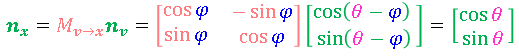 n_x = M_{v→x} n_v = [cos φ  − sin φ; sin φ  cos φ] [cos(θ − φ); sin(θ − φ)] = [cos θ; sin θ]